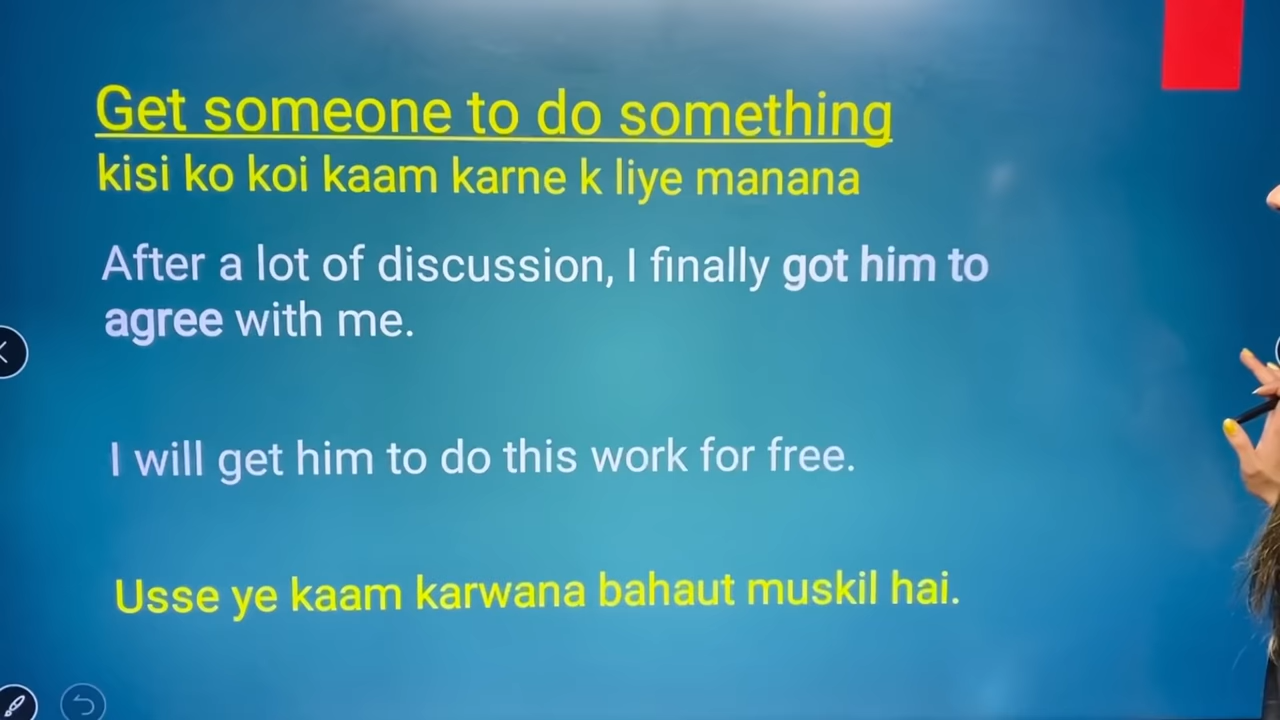 Get someone to do something
kisi ko koi kaam karne k liye manana
After a lot of discussion, I finally got him to
agree with me.
I will get him to do this work for free.
Usse ye kaam karwana bahaut muskil hai.